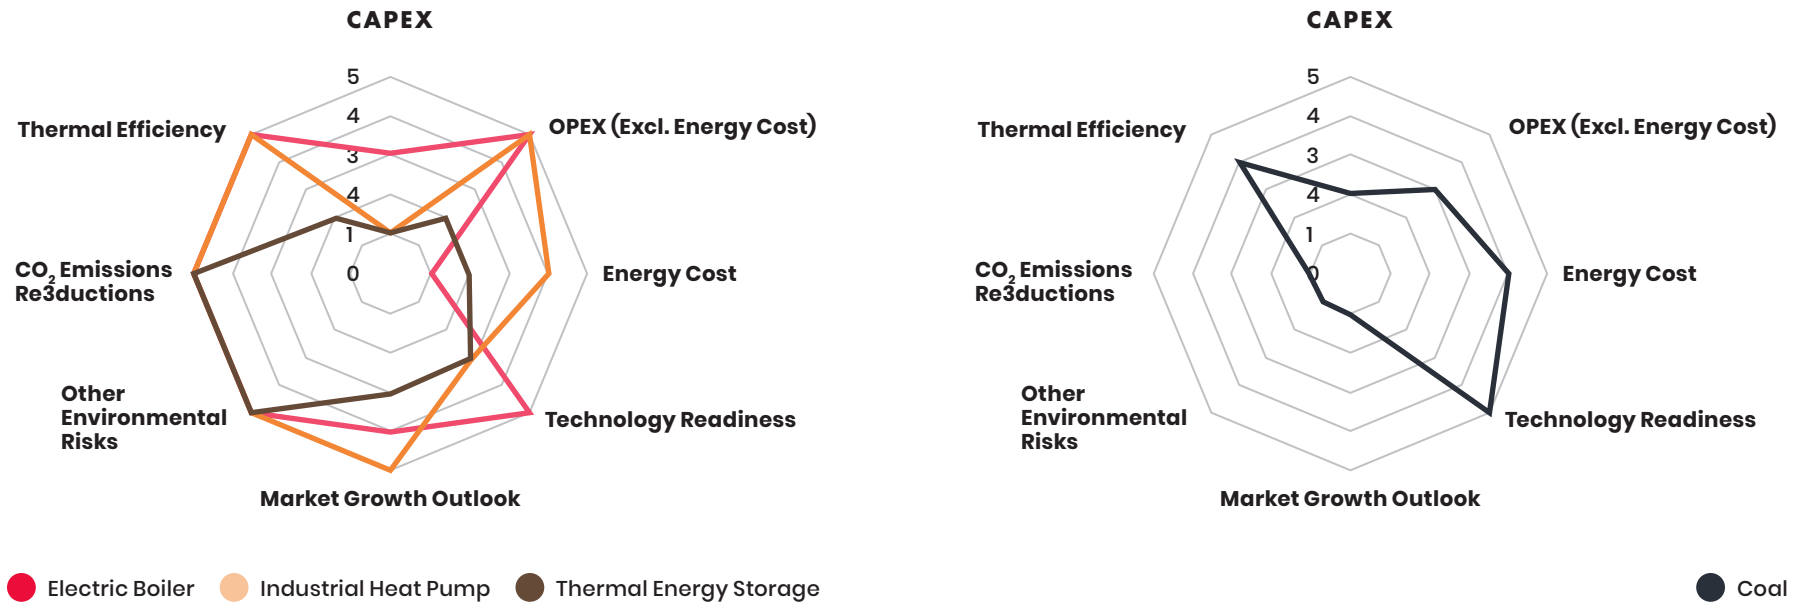 CAPEX
5
4
3
4
1
0
Thermal Efficiency
OPEX (Excl. Energy Cost)
CO2 Emissions
Re3ductions
Energy Cost
Other
Environmental
Risks
Technology Readiness
Market Growth Outlook
Electric Boiler
Industrial Heat Pump
Thermal Energy Storage
CAPEX
5
4
3
4
1
0
Thermal Efficiency
OPEX (Excl. Energy Cost)
CO2 Emissions
Re3ductions
Energy Cost
Other
Environmental
Risks
Technology Readiness
Market Growth Outlook
Coal